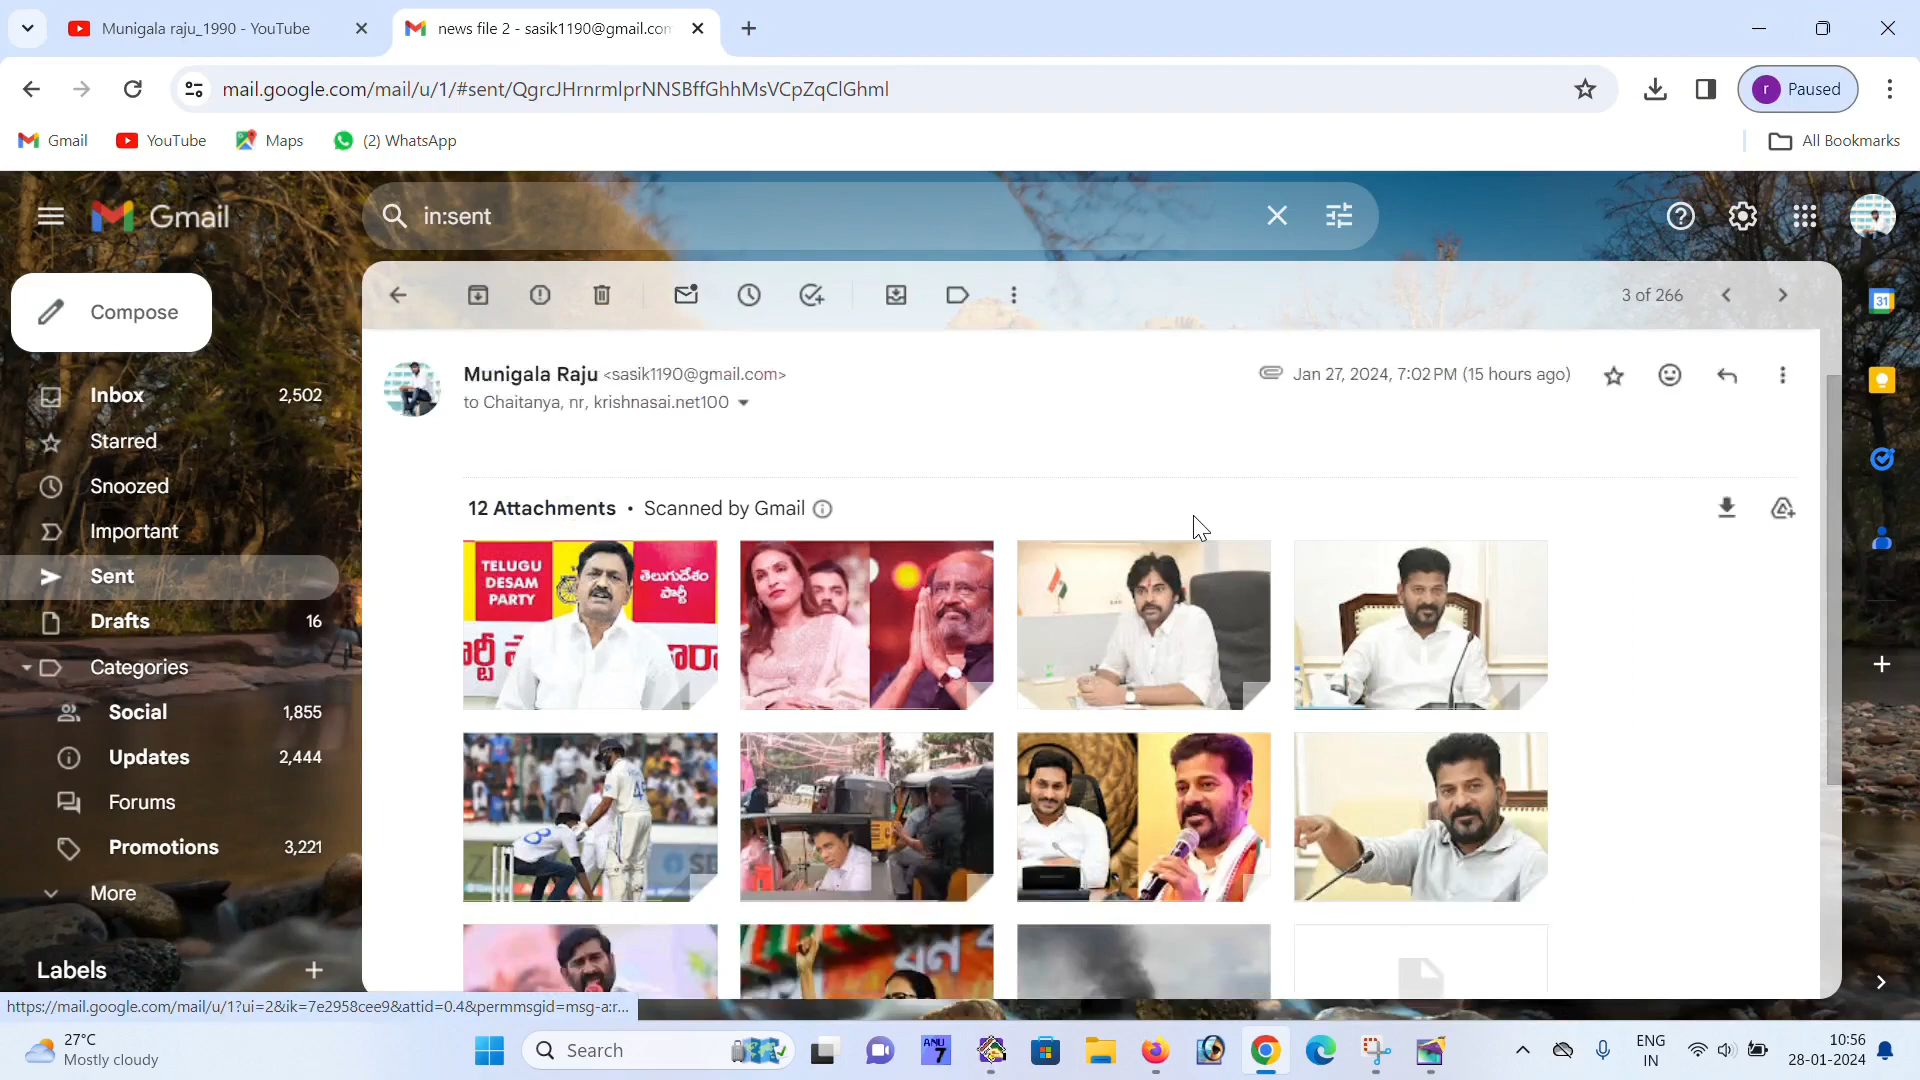 Munigala raju_1990 - YouTube
news file 2 - sasik1190@gmail.com
mail.google.com/mail/u/1/#sent/QgrcJHrnrmlprNNSBffGhhMsVCpZqClGhml
r Paused
Gmail
YouTube
Maps
(2) WhatsApp
All Bookmarks
Gmail
in:sent
Compose
3 of 266
Inbox 2,502
Starred
Snoozed
Important
Sent
Drafts 16
Categories
Social 1,855
Updates 2,444
Forums
Promotions 3,221
More
Labels
Munigala Raju <sasik1190@gmail.com>
Jan 27, 2024, 7:02 PM (15 hours ago)
to Chaitanya, nr, krishnasai.net100
12 Attachments • Scanned by Gmail
TELUGU
DESAM
PARTY
తెలుగుదేశం
పార్టీ
31
https://mail.google.com/mail/u/1?ui=2&ik=7e2958cee9&attid=0.4&permmsgid=msg-a:r...
27°C
Mostly cloudy
Search
ANU
7
ENG
IN
10:56
28-01-2024